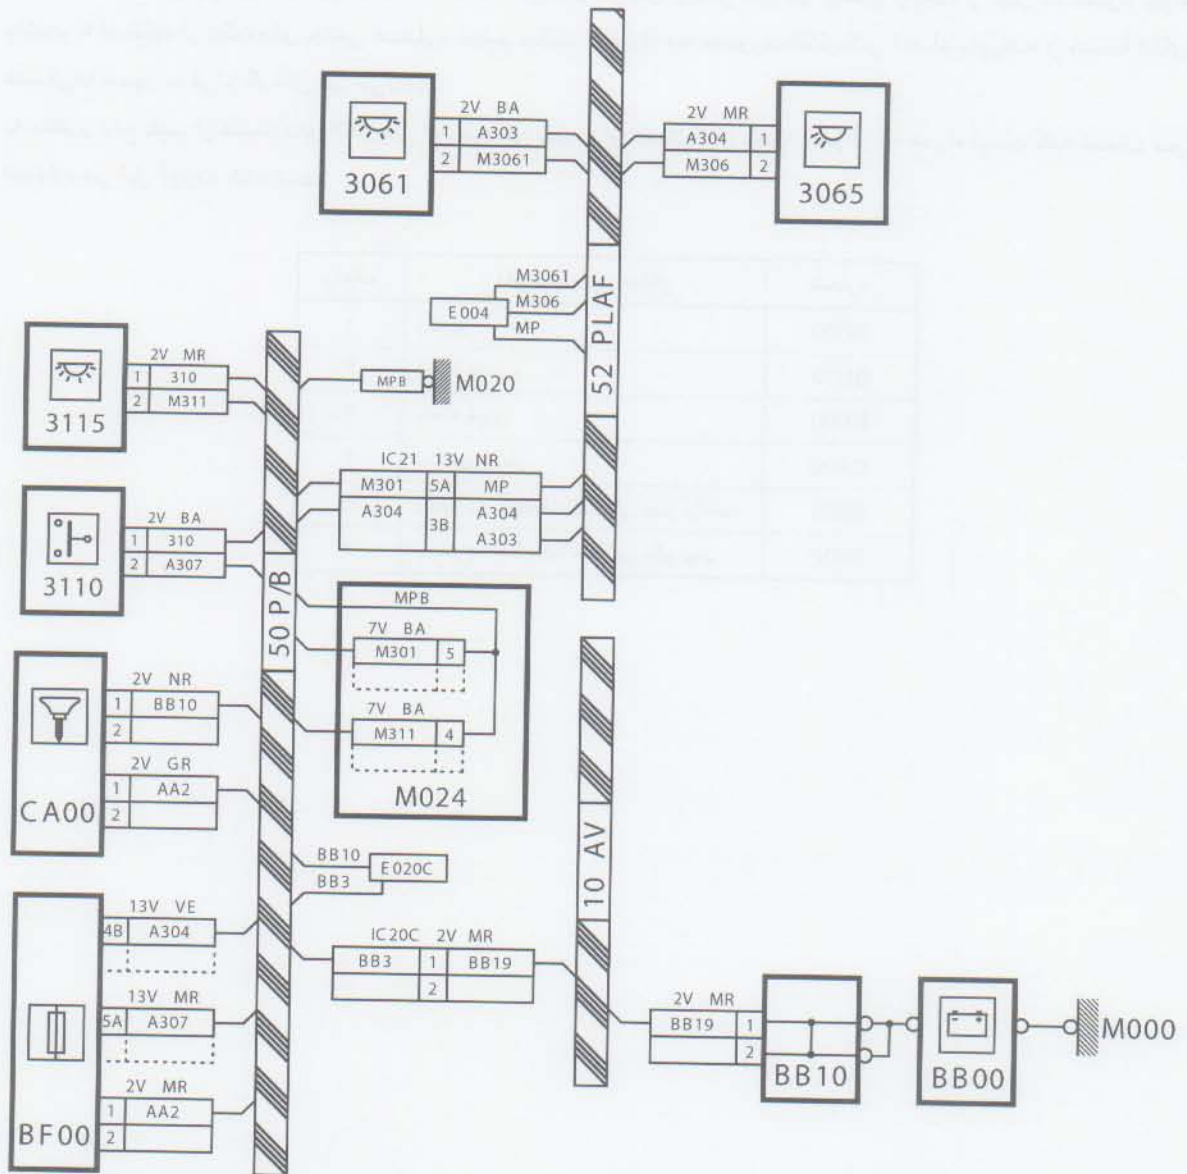 2V BA
1 A303
2 M3061
3061
2V MR
A304 1
M306 2
3065
M3061
E004 M306
MP
52 PLAF
2V MR
1 310
2 M311
3115
MPB M020
IC21 13V NR
M301 5A MP
A304 3B A304
A303
2V BA
1 310
2 A307
3110
50 P/B
MPB
7V BA
M301 5
7V BA
M311 4
M024
2V NR
1 BB10
2
2V GR
1 AA2
2
CA00
BB10
BB3
E020C
10 AV
13V VE
4B A304
13V MR
5A A307
2V MR
1 AA2
2
BF00
IC20C 2V MR
BB3 1 BB19
2
2V MR
BB19 1
2
BB10
BB00
M000